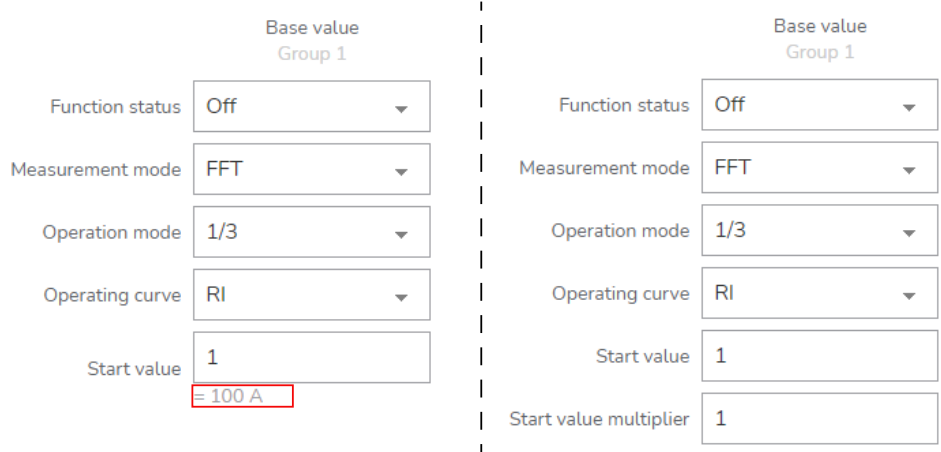 Base value
Group 1
Function status Off
Measurement mode FFT
Operation mode 1/3
Operating curve RI
Start value 1
= 100 A
Base value
Group 1
Function status Off
Measurement mode FFT
Operation mode 1/3
Operating curve RI
Start value 1
Start value multiplier 1